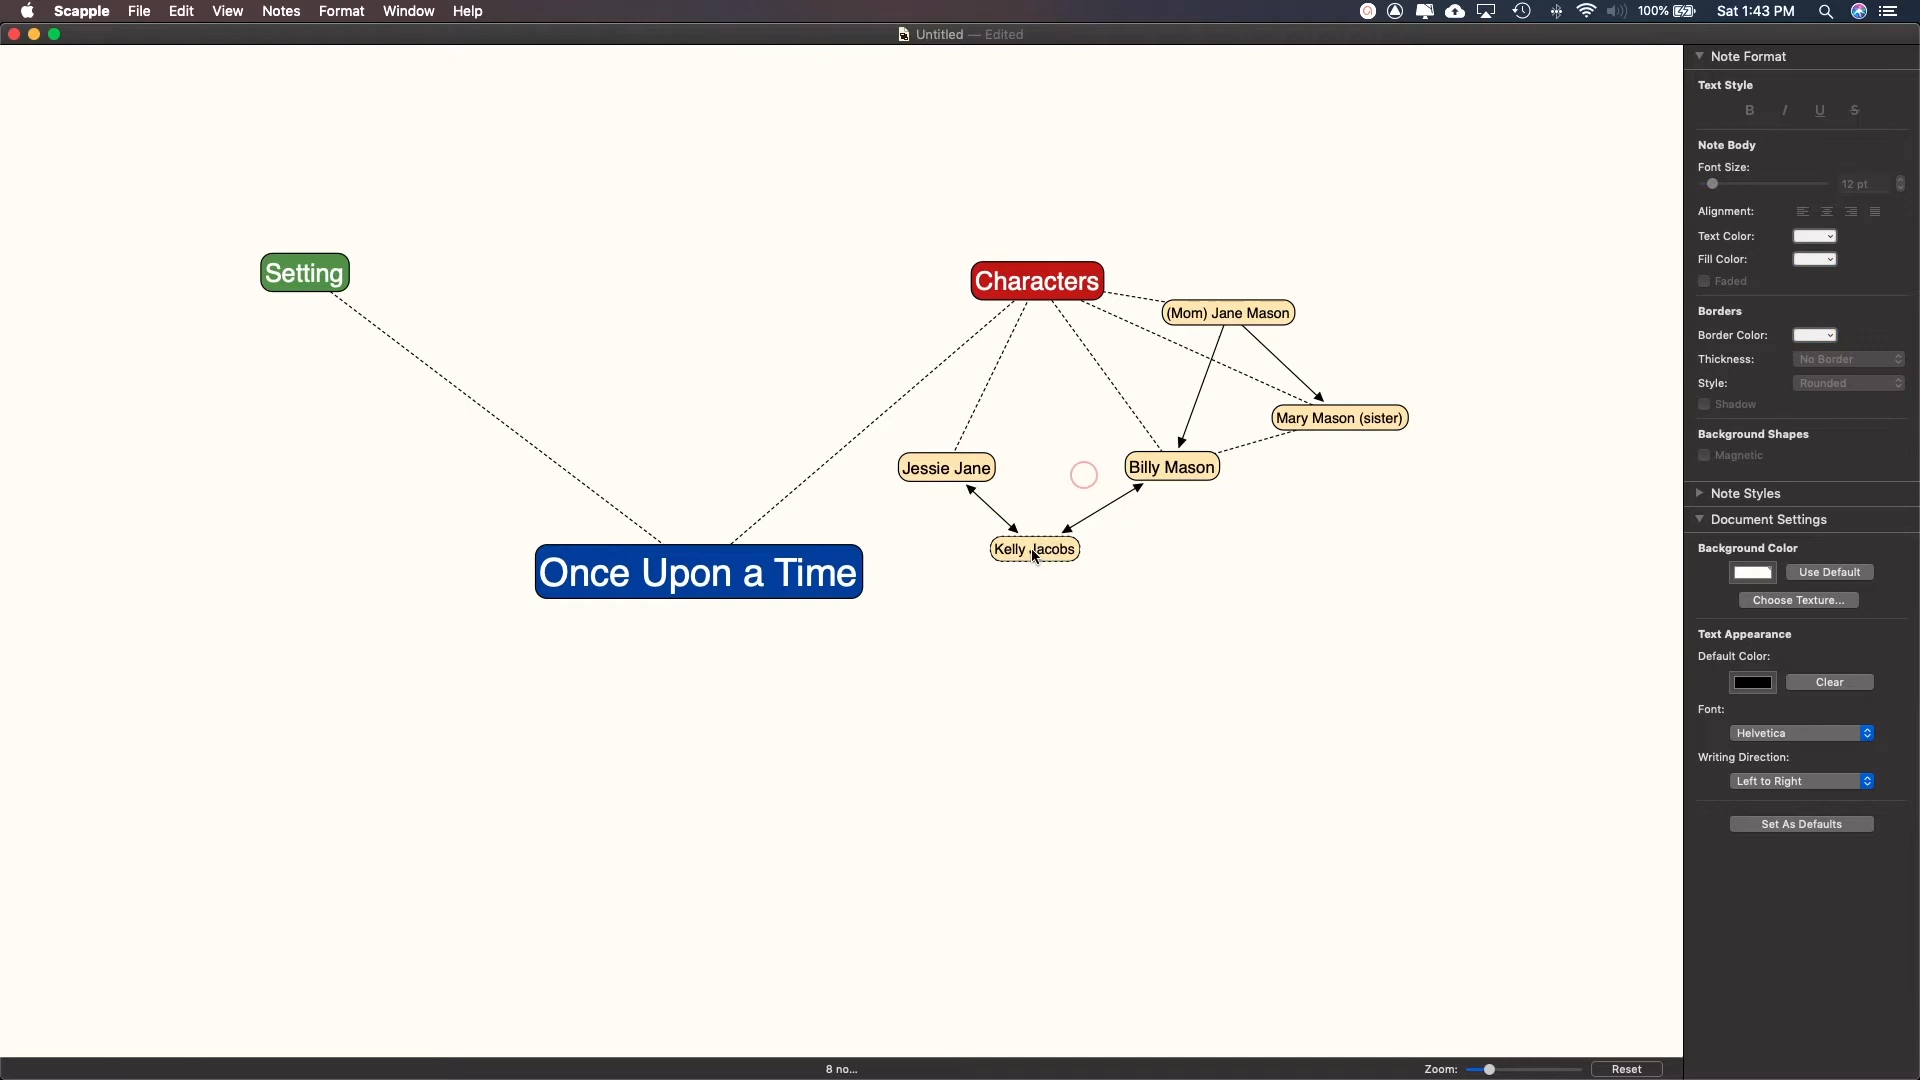 Scapple File Edit View Notes Format Window Help 100% Sat 1:43 PM
Untitled — Edited
Setting
Characters
(Mom) Jane Mason
Mary Mason (sister)
Jessie Jane
Billy Mason
Kelly Jacobs
Once Upon a Time
8 no...
Zoom: Reset
Note Format
Text Style
B I U S
Note Body
Font Size:
12 pt
Alignment:
Text Color:
Fill Color:
Faded
Borders
Border Color:
Thickness: No Border
Style: Rounded
Shadow
Background Shapes
Magnetic
Note Styles
Document Settings
Background Color
Use Default
Choose Texture...
Text Appearance
Default Color:
Clear
Font:
Helvetica
Writing Direction:
Left to Right
Set As Defaults